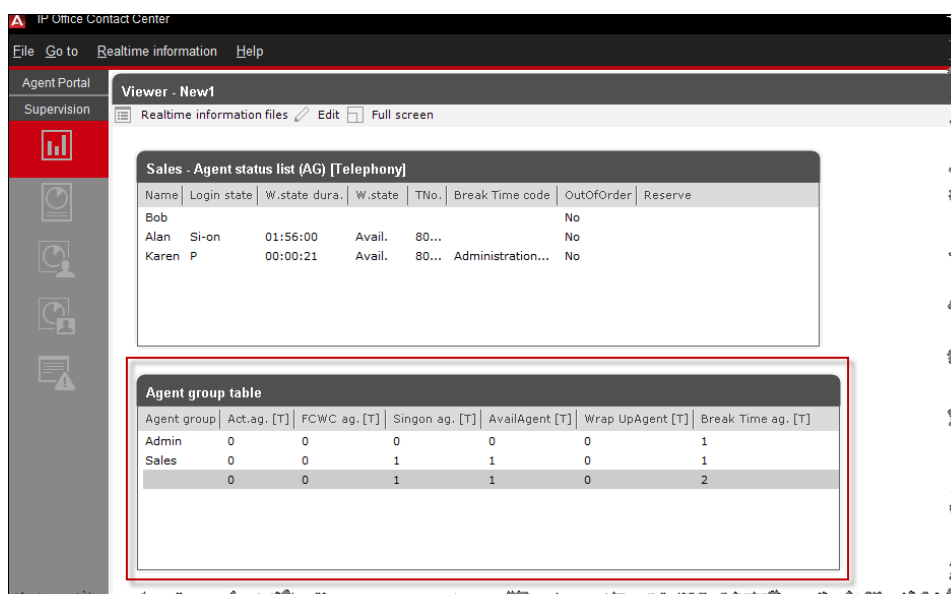 IP Office Contact Center
File Go to Realtime information Help
Agent Portal
Supervision
Viewer - New1
Realtime information files Edit Full screen
Sales - Agent status list (AG) [Telephony]
Name Login state W.state dura. W.state TNo. Break Time code OutOfOrder Reserve
Bob No
Alan Si-on 01:56:00 Avail. 80... No
Karen P 00:00:21 Avail. 80... Administration... No
Agent group table
Agent group Act.ag. [T] FCWC ag. [T] Singon ag. [T] AvailAgent [T] Wrap UpAgent [T] Break Time ag. [T]
Admin 0 0 0 0 0 1
Sales 0 0 1 1 0 1
0 0 1 1 0 2